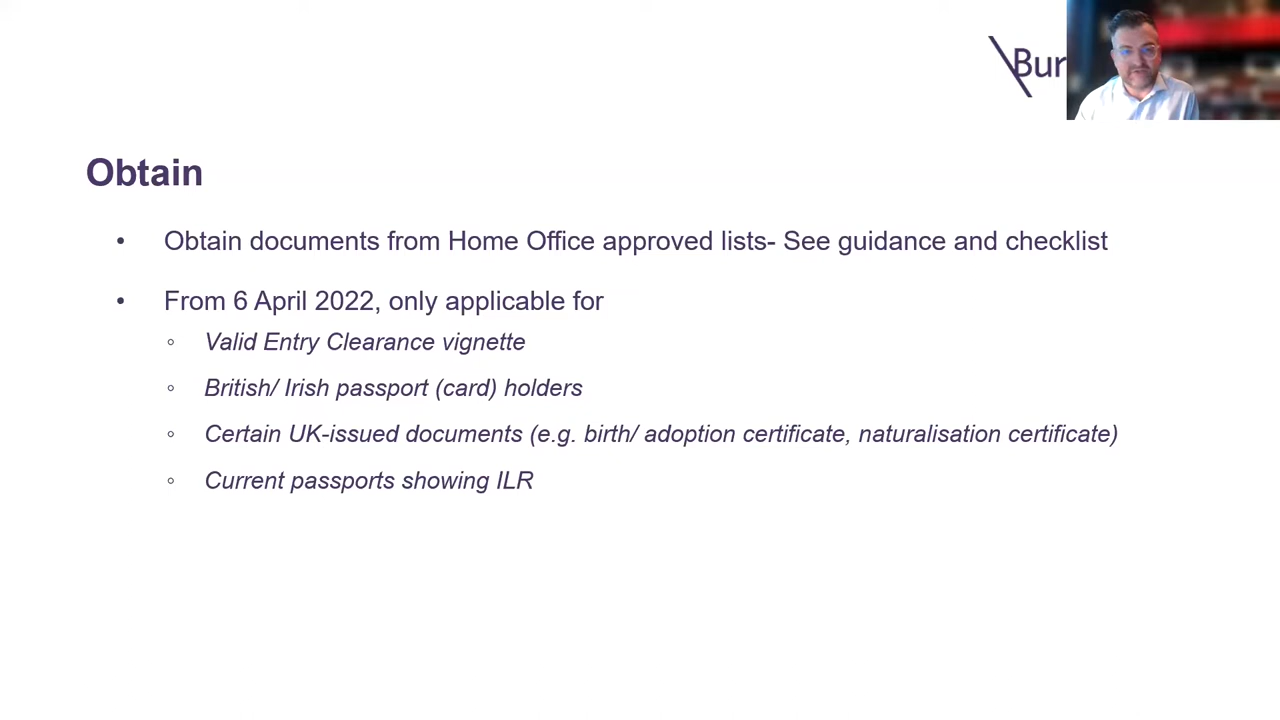 Bur
Obtain
• Obtain documents from Home Office approved lists- See guidance and checklist
• From 6 April 2022, only applicable for
◦ Valid Entry Clearance vignette
◦ British/ Irish passport (card) holders
◦ Certain UK-issued documents (e.g. birth/ adoption certificate, naturalisation certificate)
◦ Current passports showing ILR